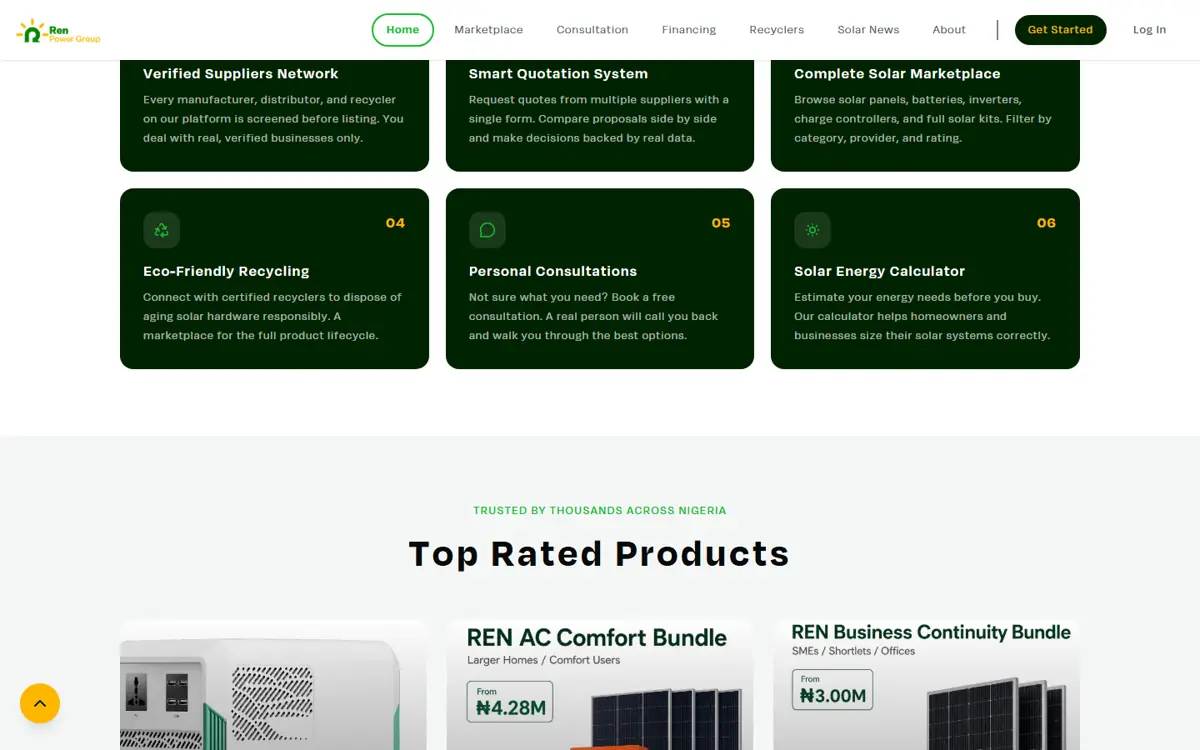 Ren
Power Group
Home
Marketplace
Consultation
Financing
Recyclers
Solar News
About
Get Started
Log In
Verified Suppliers Network
Every manufacturer, distributor, and recycler
on our platform is screened before listing. You
deal with real, verified businesses only.
Smart Quotation System
Request quotes from multiple suppliers with a
single form. Compare proposals side by side
and make decisions backed by real data.
Complete Solar Marketplace
Browse solar panels, batteries, inverters,
charge controllers, and full solar kits. Filter by
category, provider, and rating.
04
Eco-Friendly Recycling
Connect with certified recyclers to dispose of
aging solar hardware responsibly. A
marketplace for the full product lifecycle.
05
Personal Consultations
Not sure what you need? Book a free
consultation. A real person will call you back
and walk you through the best options.
06
Solar Energy Calculator
Estimate your energy needs before you buy.
Our calculator helps homeowners and
businesses size their solar systems correctly.
TRUSTED BY THOUSANDS ACROSS NIGERIA
Top Rated Products
REN AC Comfort Bundle
Larger Homes / Comfort Users
From
₦4.28M
REN Business Continuity Bundle
SMEs / Shortlets / Offices
From
₦3.00M